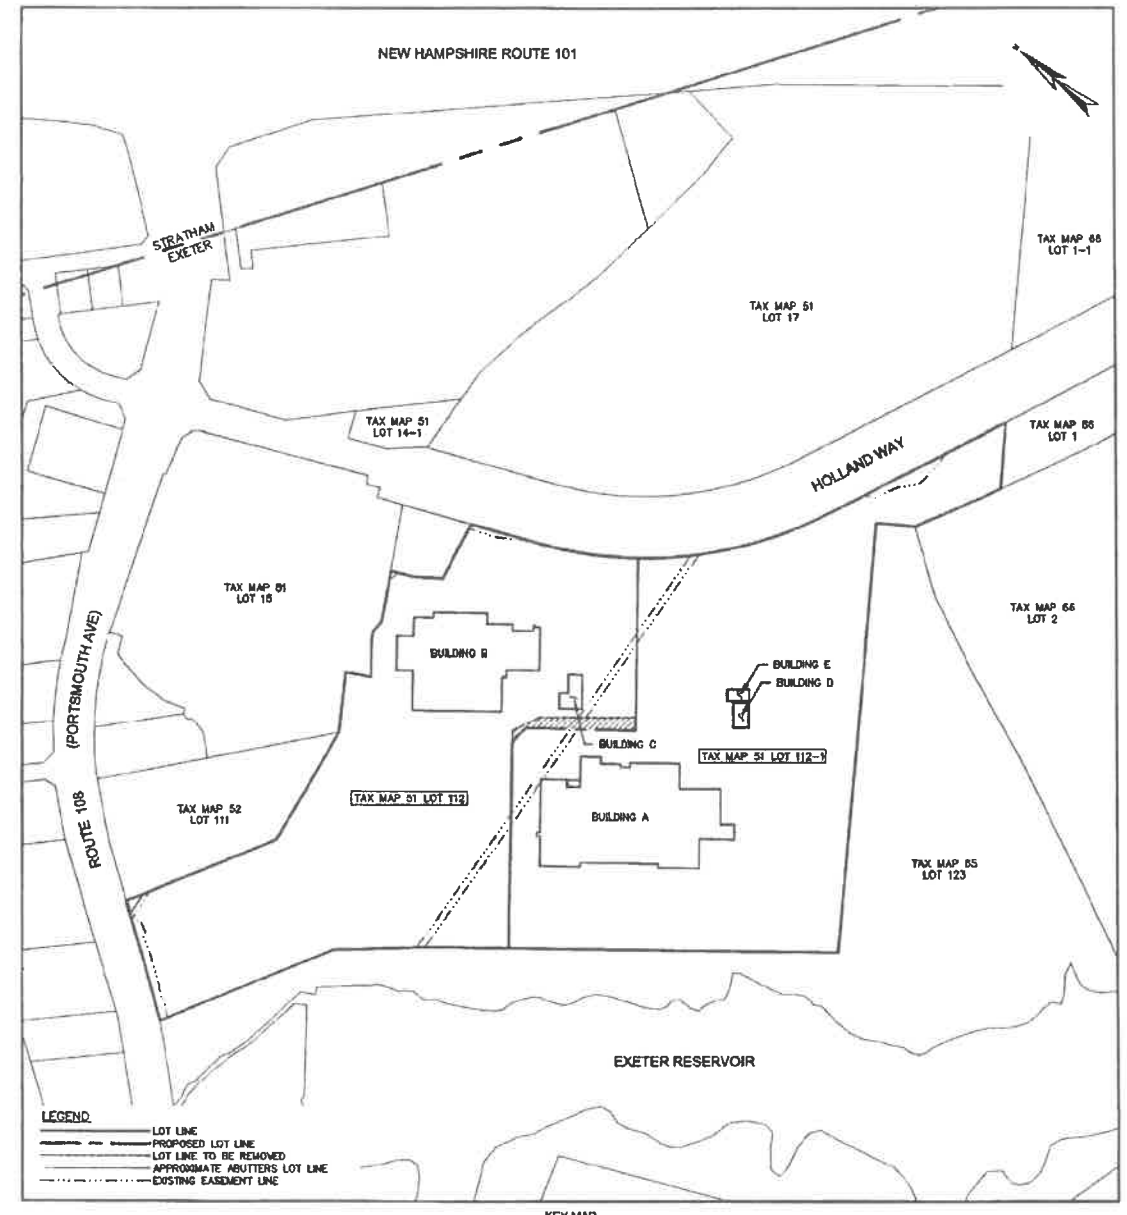 NEW HAMPSHIRE ROUTE 101
STRATHAM
EXETER
TAX MAP 66
LOT 1-1
TAX MAP 51
LOT 17
TAX MAP 51
LOT 14-1
TAX MAP 66
LOT 1
HOLLAND WAY
TAX MAP 51
LOT 15
TAX MAP 66
LOT 2
(PORTSMOUTH AVE)
ROUTE 108
BUILDING B
BUILDING E
BUILDING D
BUILDING C
TAX MAP 51 LOT 112-1
TAX MAP 51 LOT 112
TAX MAP 52
LOT 111
BUILDING A
TAX MAP 65
LOT 123
EXETER RESERVOIR
LEGEND
LOT LINE
PROPOSED LOT LINE
LOT LINE TO BE REMOVED
APPROXIMATE ABUTTERS LOT LINE
EXISTING EASEMENT LINE
KEY MAP